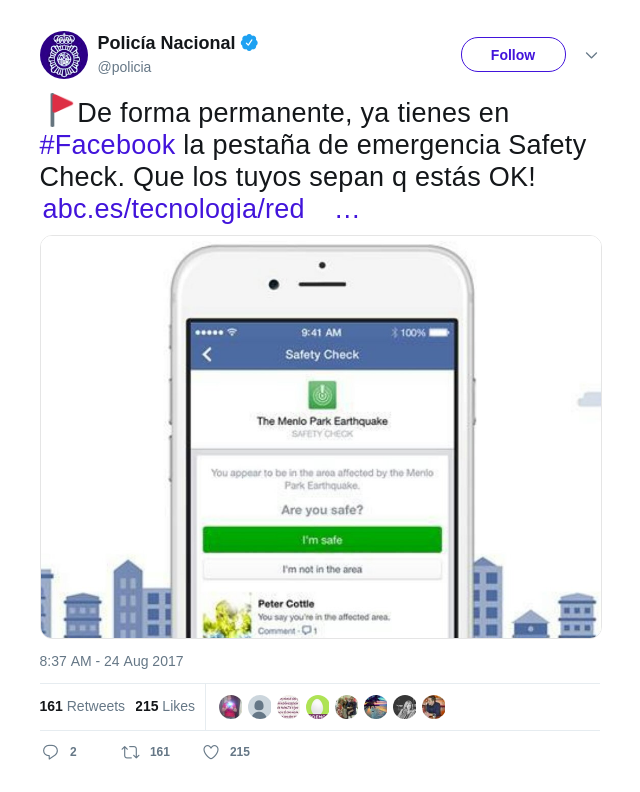 Policía Nacional
@policia
Follow
De forma permanente, ya tienes en
#Facebook la pestaña de emergencia Safety
Check. Que los tuyos sepan q estás OK!
abc.es/tecnologia/red …
9:41 AM
100%
Safety Check
The Menlo Park Earthquake
SAFETY CHECK
You appear to be in the area affected by the Menlo
Park Earthquake.
Are you safe?
I'm safe
I'm not in the area
Peter Cottle
You say you're in the affected area.
Comment · 1
8:37 AM - 24 Aug 2017
161 Retweets 215 Likes
2 161 215